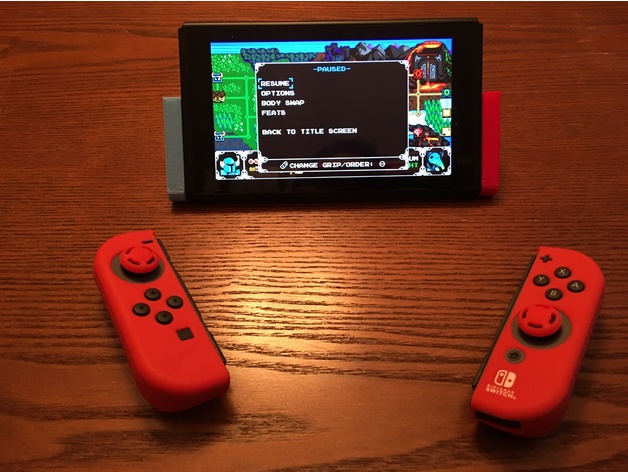 -PAUSED-
RESUME
OPTIONS
BODY SWAP
FEATS
BACK TO TITLE SCREEN
CHANGE GRIP/ORDER:
X
Y
A
B
NINTENDO
SWITCH